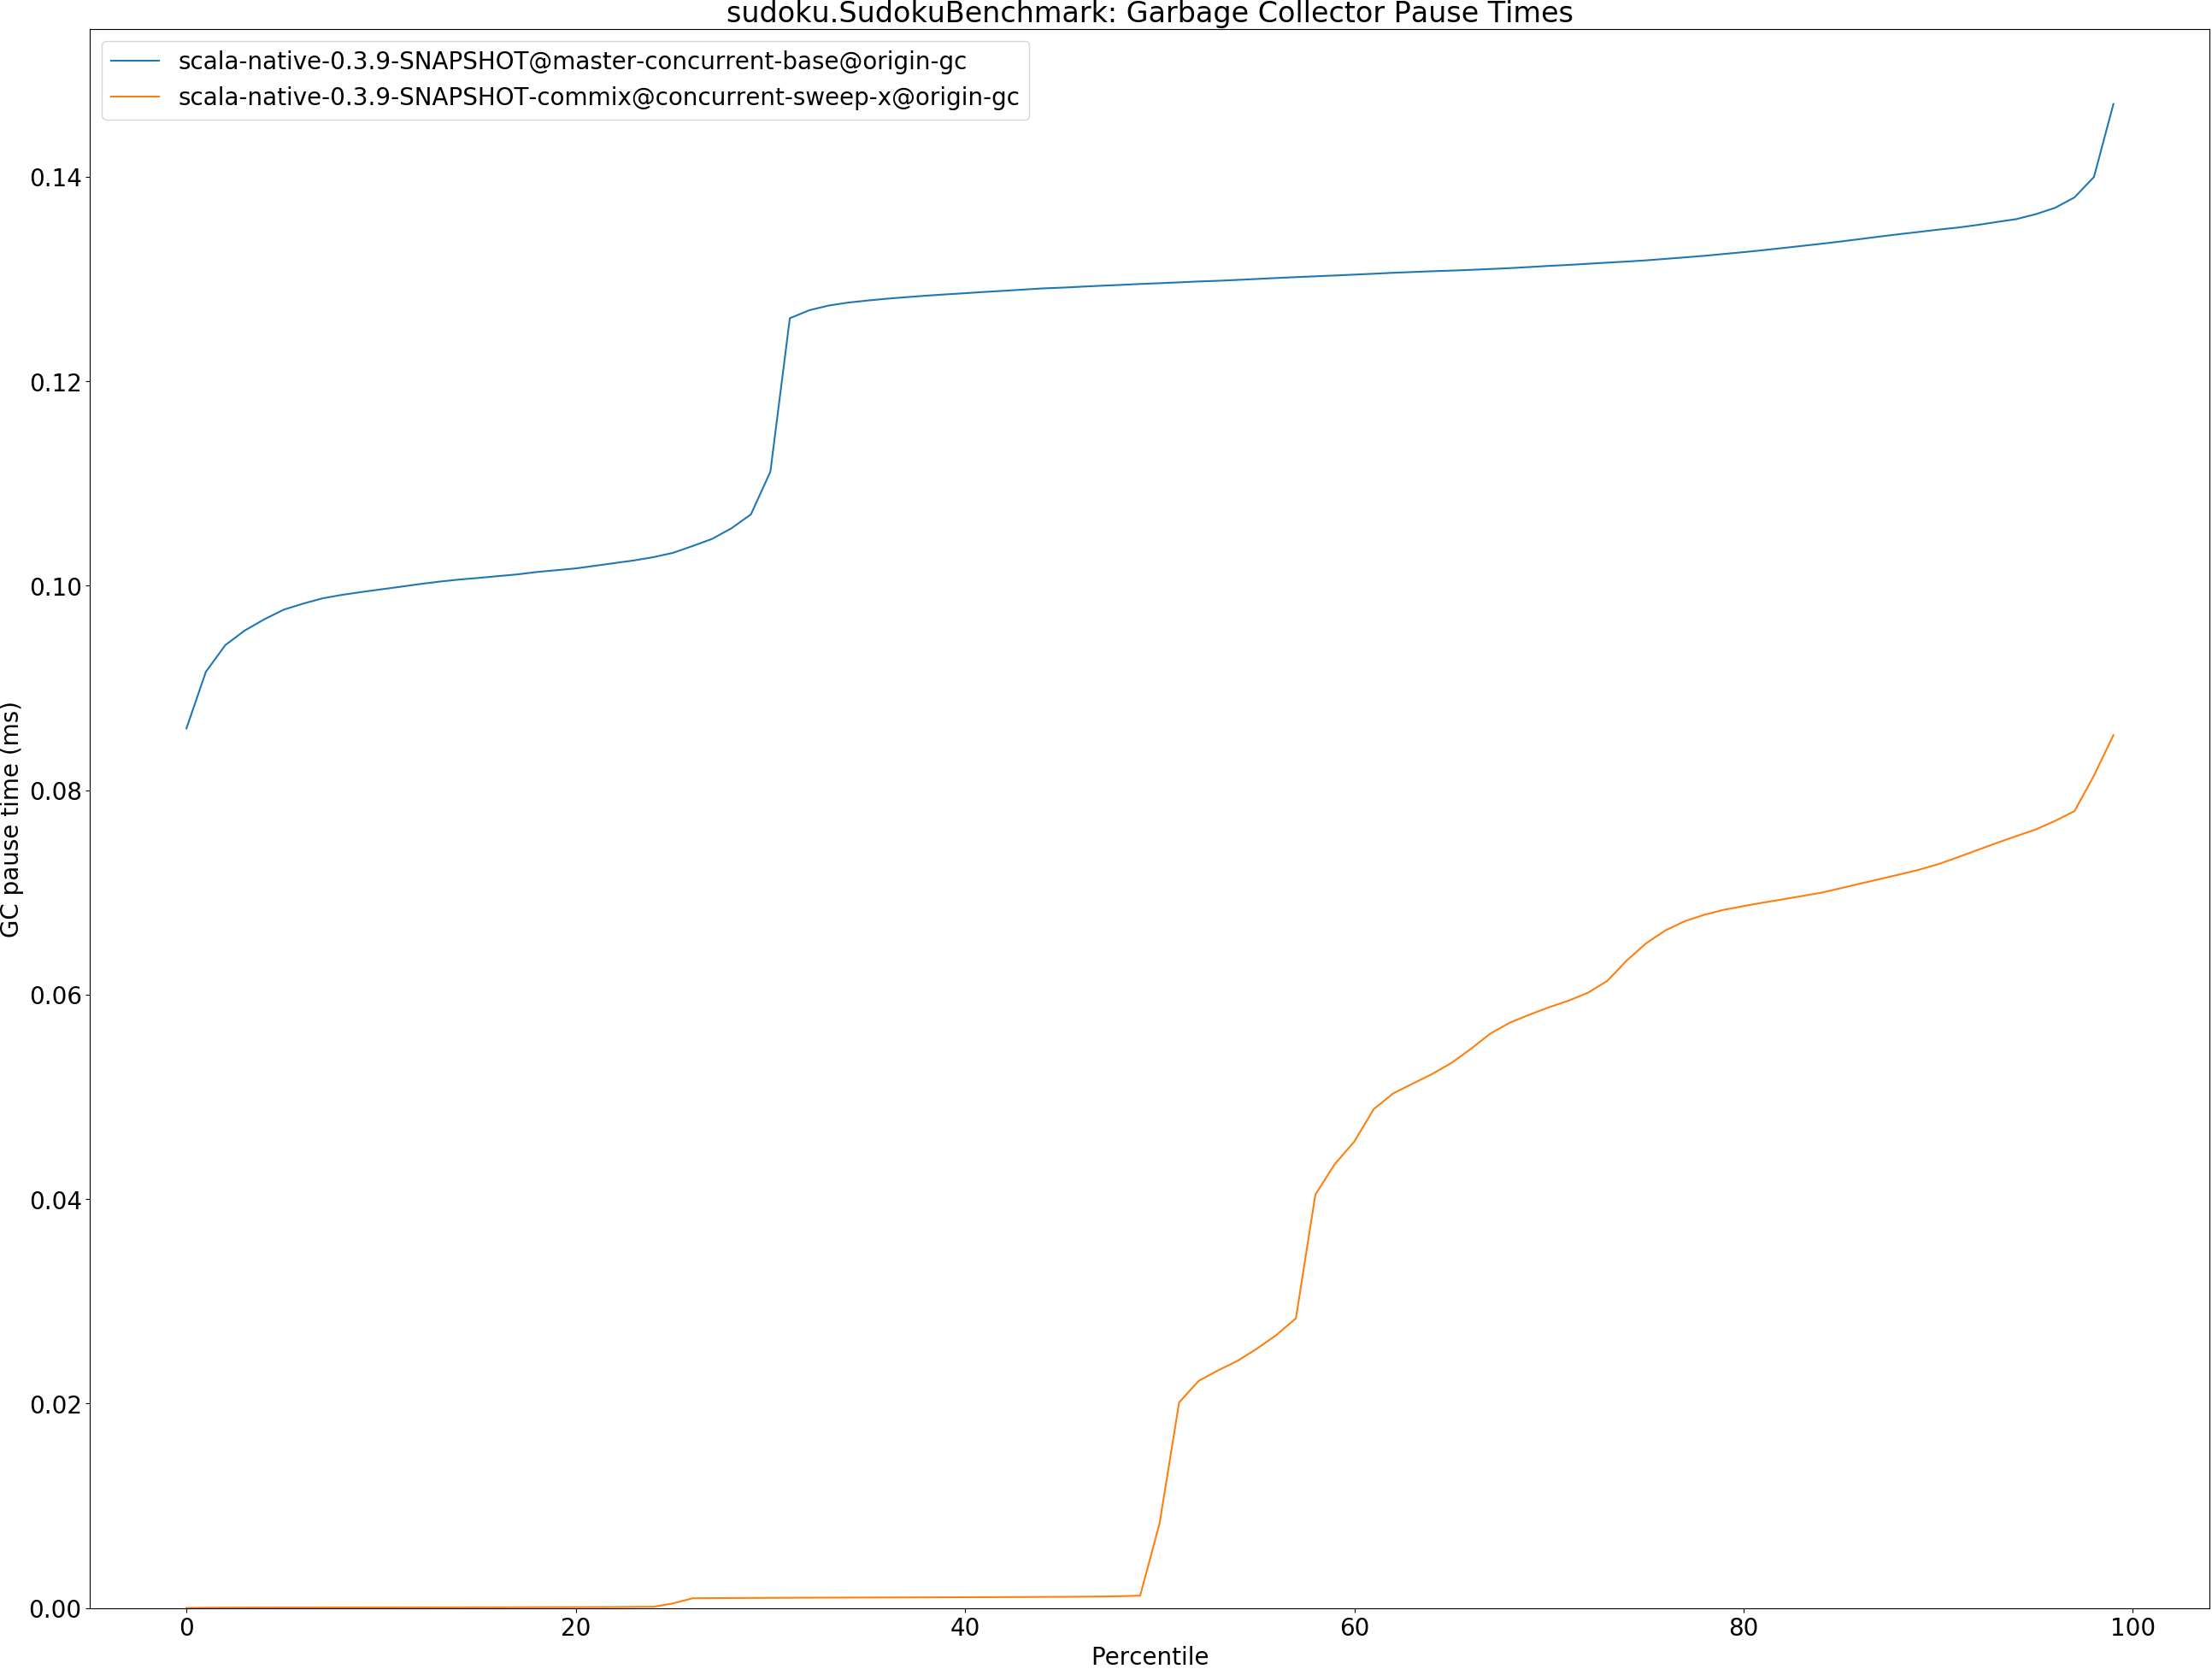 sudoku.SudokuBenchmark: Garbage Collector Pause Times
scala-native-0.3.9-SNAPSHOT@master-concurrent-base@origin-gc
scala-native-0.3.9-SNAPSHOT-commix@concurrent-sweep-x@origin-gc
GC pause time (ms)
0.14
0.12
0.10
0.08
0.06
0.04
0.02
0.00
0 20 40 60 80 100
Percentile